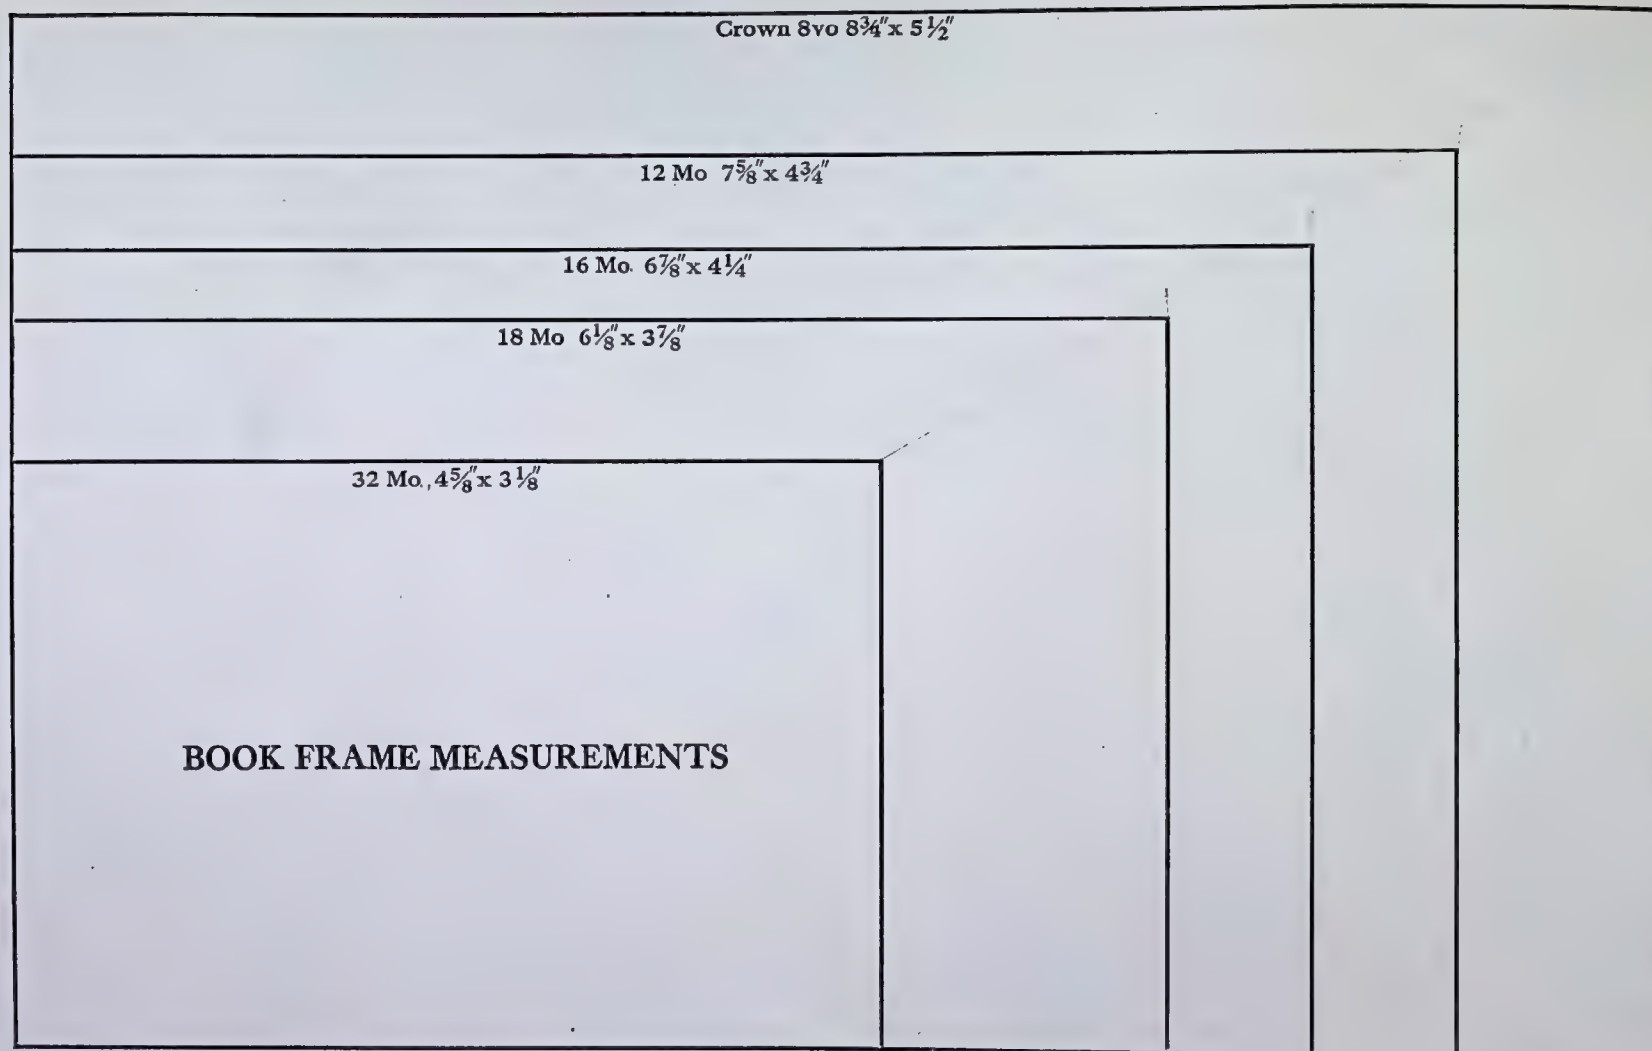 Crown 8vo 8¾"x 5½"
12 Mo 7⅝"x 4¾"
16 Mo. 6⅞"x 4¼"
18 Mo 6⅛"x 3⅞"
32 Mo., 4⅝"x 3⅛"
BOOK FRAME MEASUREMENTS